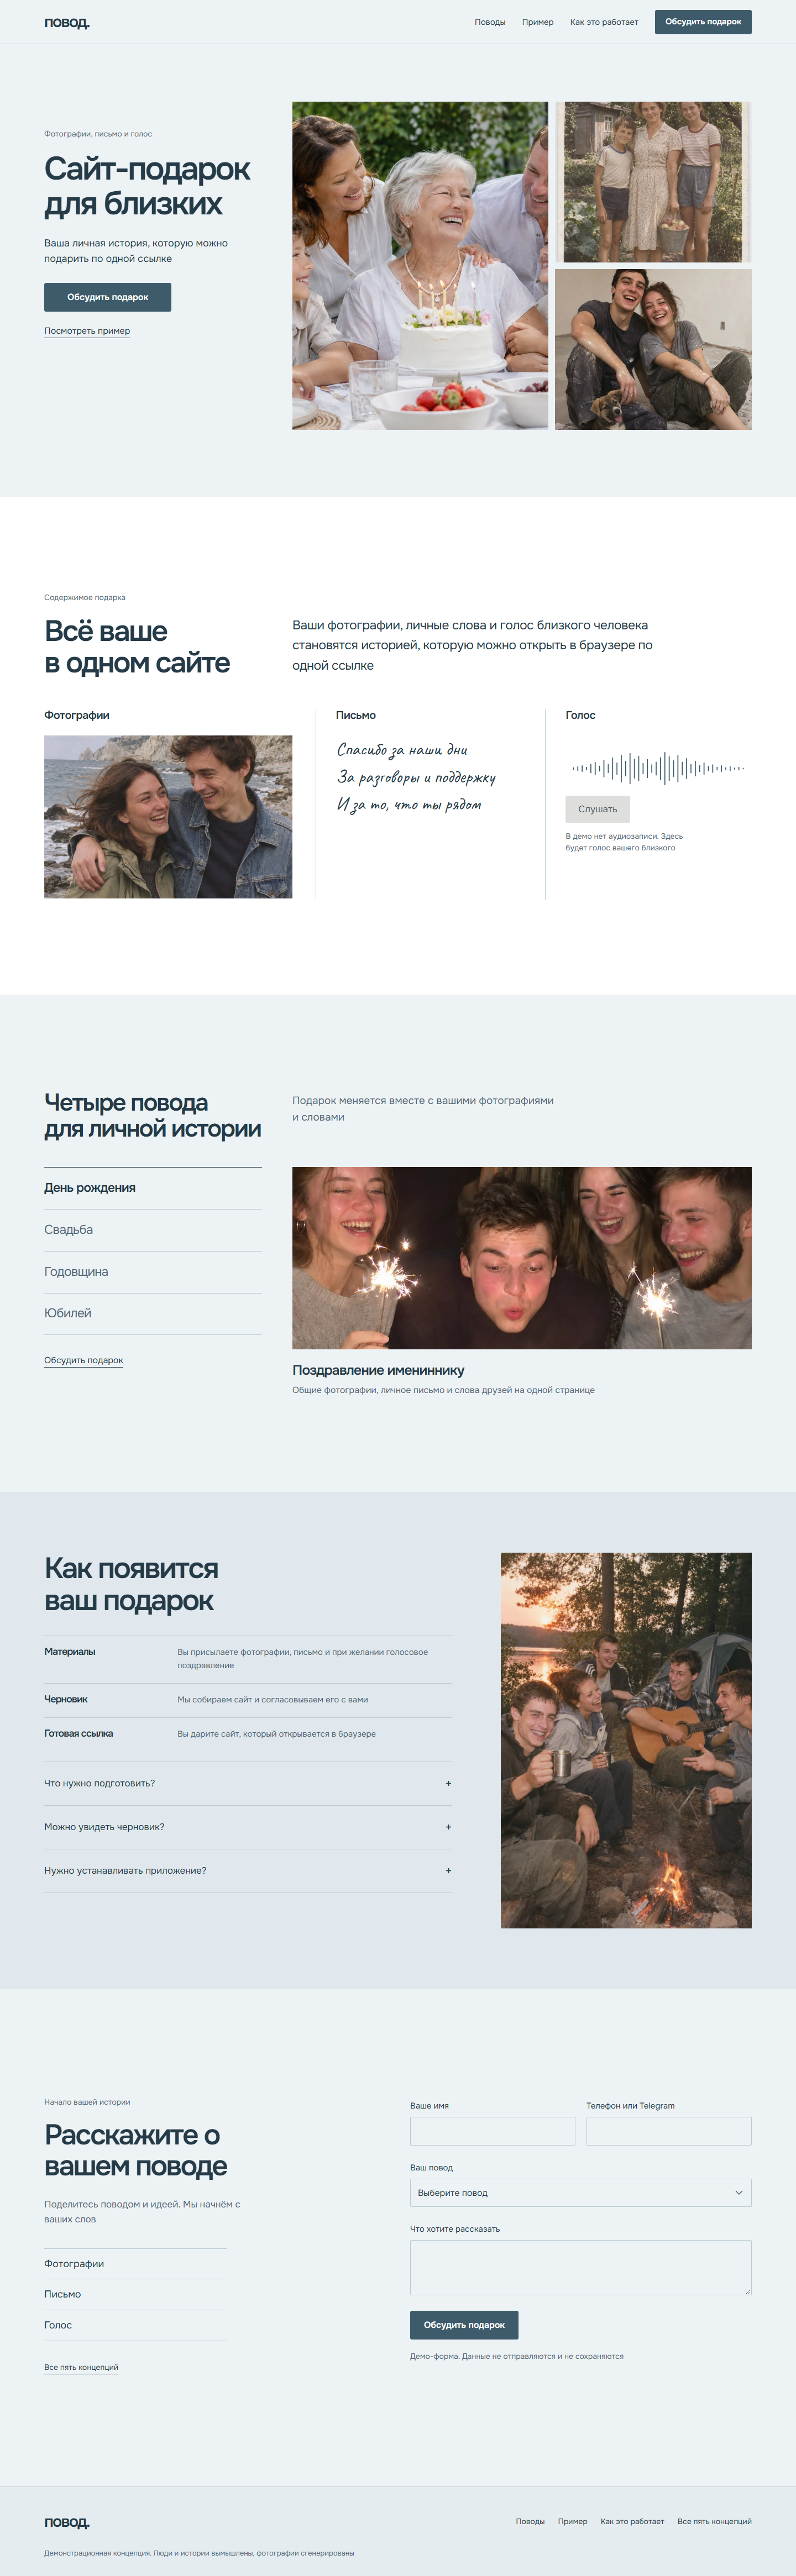 повод.
Поводы
Пример
Как это работает
Обсудить подарок
Фотографии, письмо и голос
Сайт-подарок
для близких
Ваша личная история, которую можно
подарить по одной ссылке
Обсудить подарок
Посмотреть пример
Содержимое подарка
Всё ваше
в одном сайте
Ваши фотографии, личные слова и голос близкого человека
становятся историей, которую можно открыть в браузере по
одной ссылке
Фотографии
Письмо
Спасибо за наши дни
За разговоры и поддержку
И за то, что ты рядом
Голос
Слушать
В демо нет аудиозаписи. Здесь
будет голос вашего близкого
Четыре повода
для личной истории
Подарок меняется вместе с вашими фотографиями
и словами
День рождения
Свадьба
Годовщина
Юбилей
Обсудить подарок
Поздравление имениннику
Общие фотографии, личное письмо и слова друзей на одной странице
Как появится
ваш подарок
Материалы
Вы присылаете фотографии, письмо и при желании голосовое
поздравление
Черновик
Мы собираем сайт и согласовываем его с вами
Готовая ссылка
Вы дарите сайт, который открывается в браузере
Что нужно подготовить?
+
Можно увидеть черновик?
+
Нужно устанавливать приложение?
+
Начало вашей истории
Расскажите о
вашем поводе
Поделитесь поводом и идеей. Мы начнём с
ваших слов
Фотографии
Письмо
Голос
Все пять концепций
Ваше имя
Телефон или Telegram
Ваш повод
Выберите повод
Что хотите рассказать
Обсудить подарок
Демо-форма. Данные не отправляются и не сохраняются
повод.
Поводы
Пример
Как это работает
Все пять концепций
Демонстрационная концепция. Люди и истории вымышлены, фотографии сгенерированы